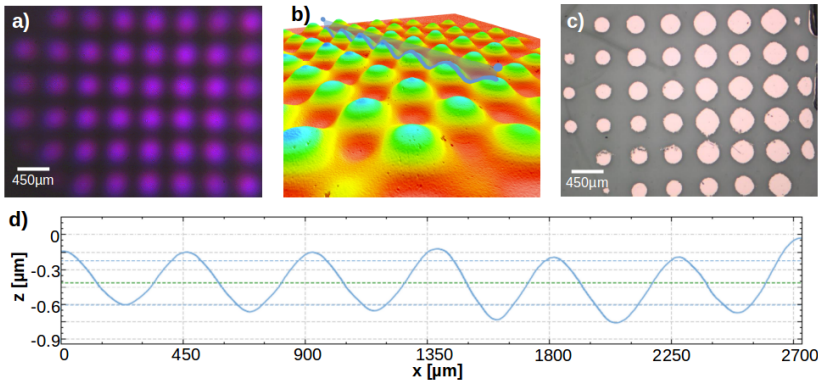 a)
b)
c)
450µm
450µm
d)
z [µm]
0
-0.3
-0.6
-0.9
0
450
900
1350
1800
2250
2700
x [µm]